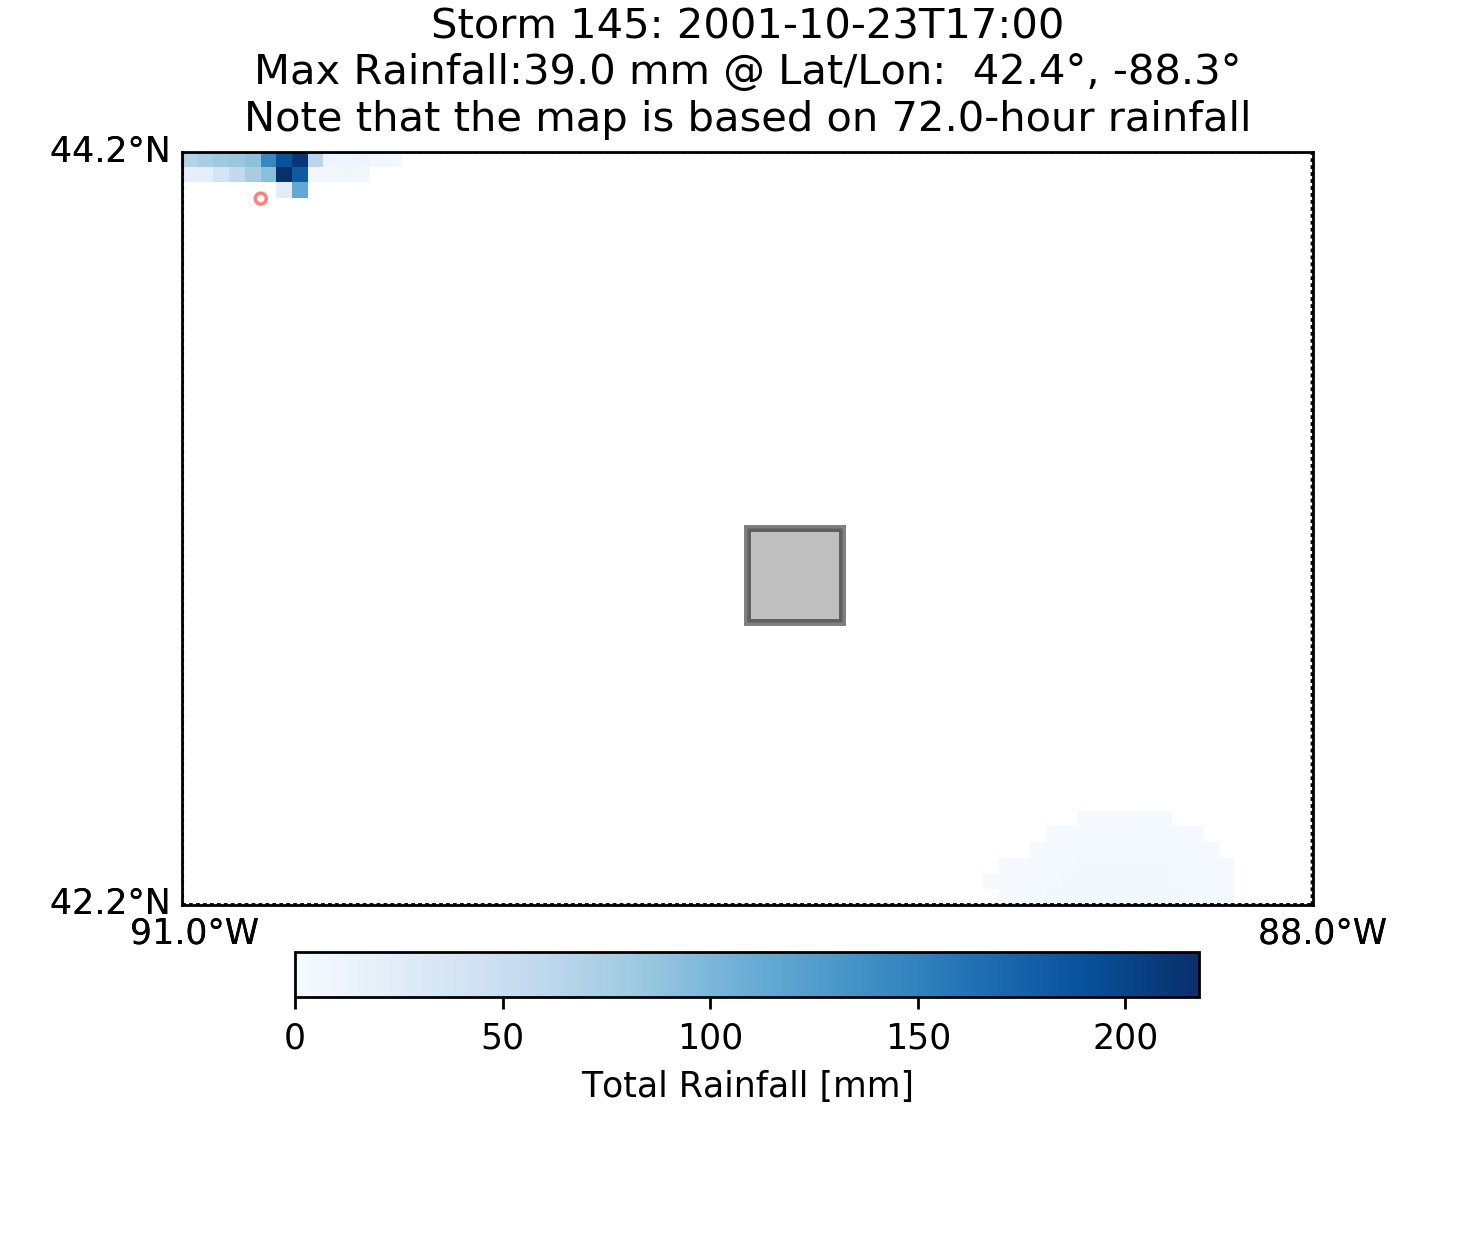 Storm 145: 2001-10-23T17:00
Max Rainfall:39.0 mm @ Lat/Lon:  42.4°, -88.3°
Note that the map is based on 72.0-hour rainfall
44.2°N
42.2°N
91.0°W 88.0°W
0 50 100 150 200
Total Rainfall [mm]